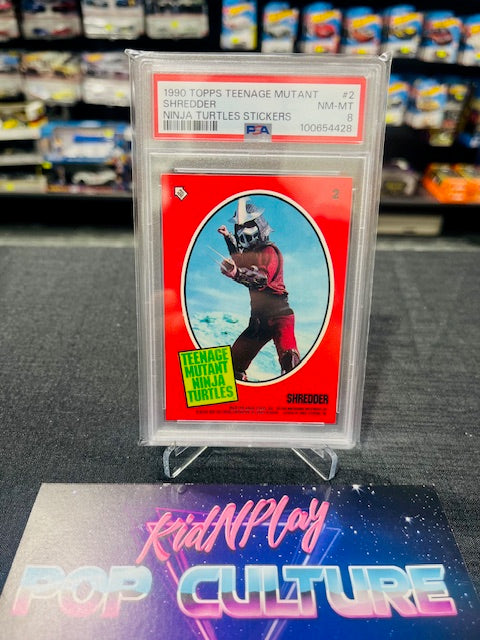 1990 TOPPS TEENAGE MUTANT #2
SHREDDER NM-MT
NINJA TURTLES STICKERS 8
PSA 100654428
2
TEENAGE
MUTANT
NINJA
TURTLES
SHREDDER
KidNPlay
POP CULTURE